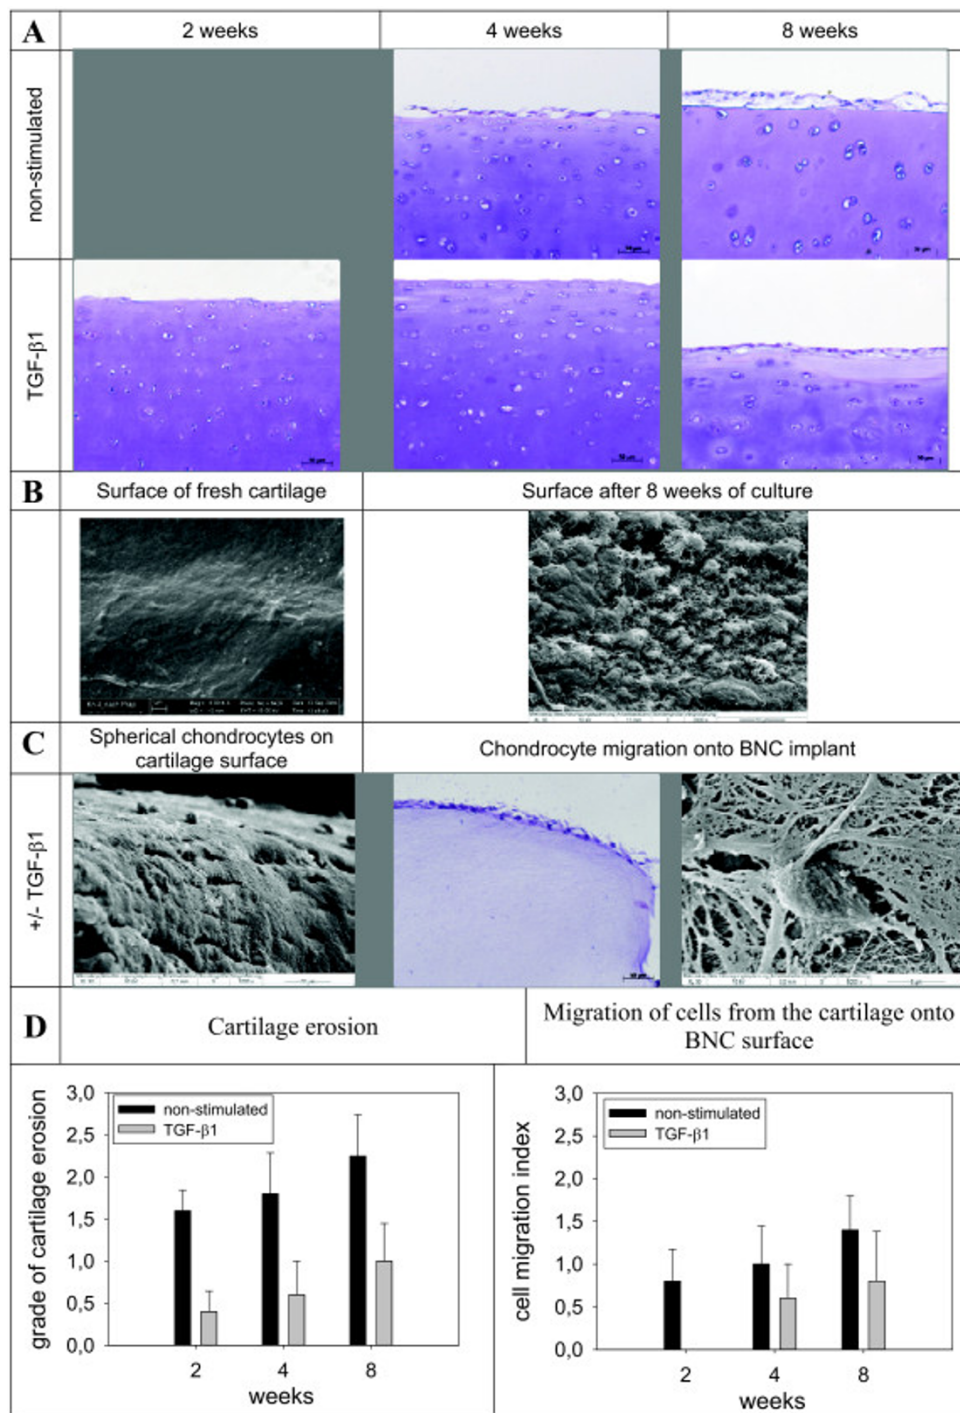 A
2 weeks
4 weeks
8 weeks
non-stimulated
TGF-β1
B
Surface of fresh cartilage
Surface after 8 weeks of culture
C
Spherical chondrocytes on
cartilage surface
Chondrocyte migration onto BNC implant
+/- TGF-β1
D
Cartilage erosion
Migration of cells from the cartilage onto
BNC surface
grade of cartilage erosion
3,0
2,5
2,0
1,5
1,0
0,5
0,0
non-stimulated
TGF-β1
2
4
8
weeks
cell migration index
3,0
2,5
2,0
1,5
1,0
0,5
0,0
non-stimulated
TGF-β1
2
4
8
weeks